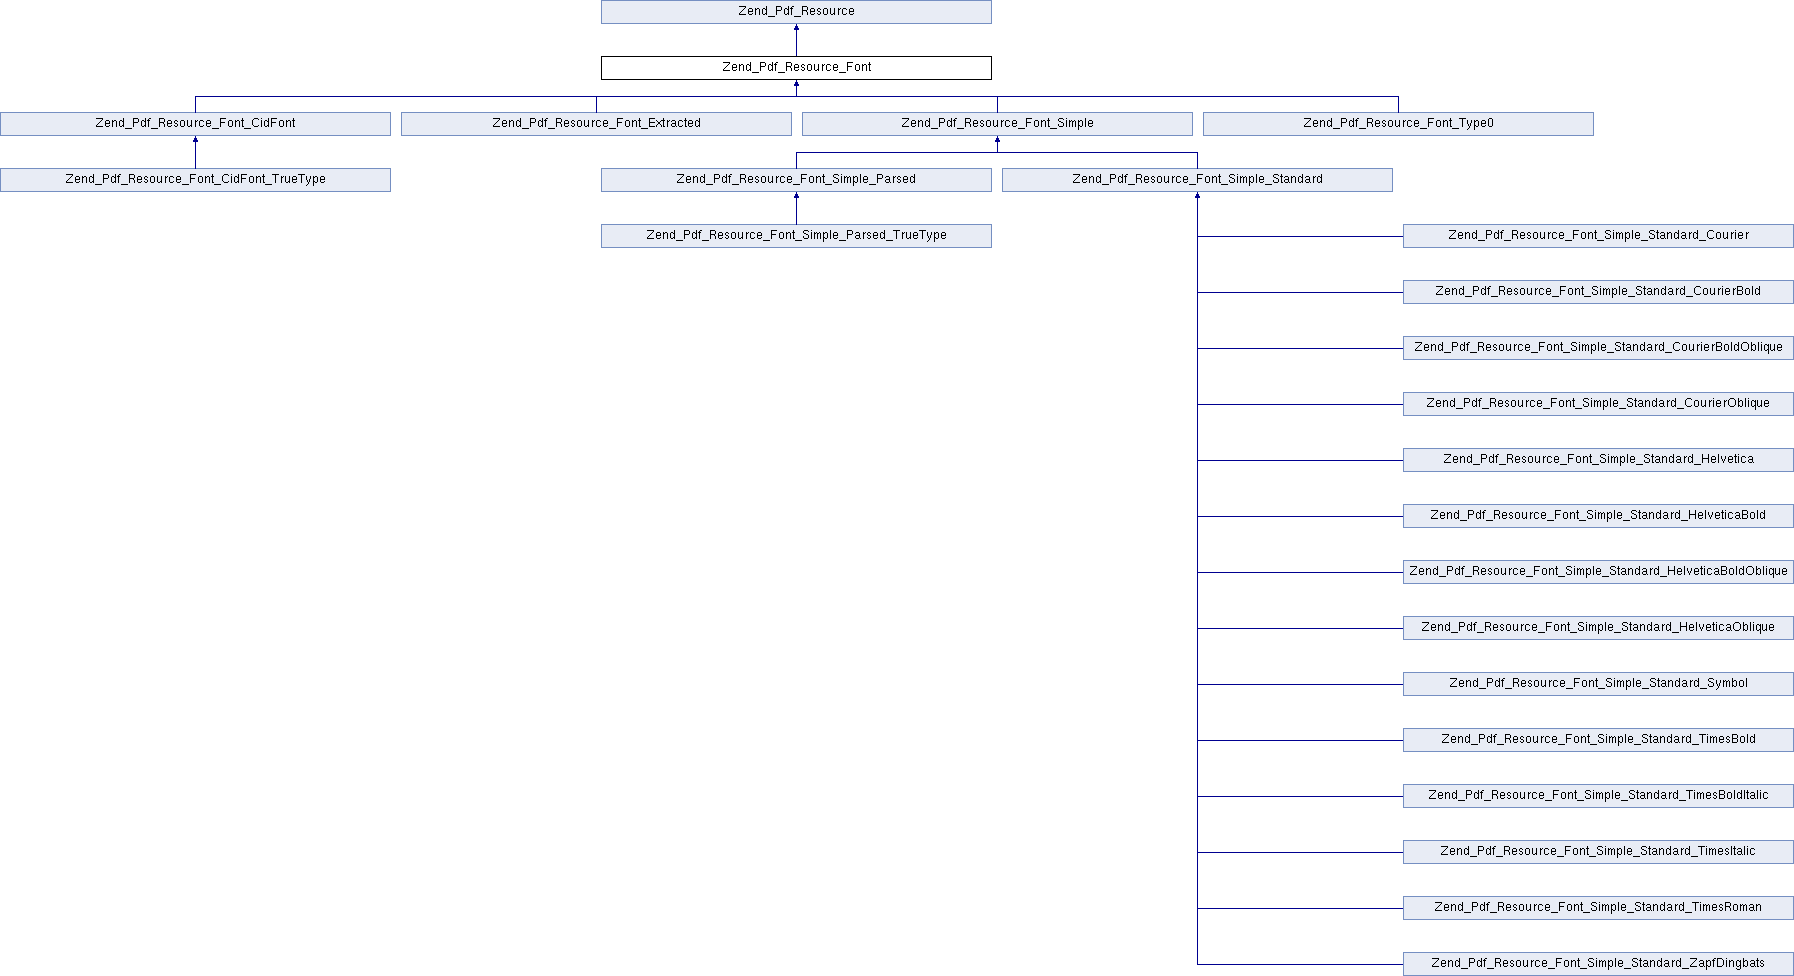 Zend_Pdf_Resource
Zend_Pdf_Resource_Font
Zend_Pdf_Resource_Font_CidFont
Zend_Pdf_Resource_Font_Extracted
Zend_Pdf_Resource_Font_Simple
Zend_Pdf_Resource_Font_Type0
Zend_Pdf_Resource_Font_CidFont_TrueType
Zend_Pdf_Resource_Font_Simple_Parsed
Zend_Pdf_Resource_Font_Simple_Standard
Zend_Pdf_Resource_Font_Simple_Parsed_TrueType
Zend_Pdf_Resource_Font_Simple_Standard_Courier
Zend_Pdf_Resource_Font_Simple_Standard_CourierBold
Zend_Pdf_Resource_Font_Simple_Standard_CourierBoldOblique
Zend_Pdf_Resource_Font_Simple_Standard_CourierOblique
Zend_Pdf_Resource_Font_Simple_Standard_Helvetica
Zend_Pdf_Resource_Font_Simple_Standard_HelveticaBold
Zend_Pdf_Resource_Font_Simple_Standard_HelveticaBoldOblique
Zend_Pdf_Resource_Font_Simple_Standard_HelveticaOblique
Zend_Pdf_Resource_Font_Simple_Standard_Symbol
Zend_Pdf_Resource_Font_Simple_Standard_TimesBold
Zend_Pdf_Resource_Font_Simple_Standard_TimesBoldItalic
Zend_Pdf_Resource_Font_Simple_Standard_TimesItalic
Zend_Pdf_Resource_Font_Simple_Standard_TimesRoman
Zend_Pdf_Resource_Font_Simple_Standard_ZapfDingbats